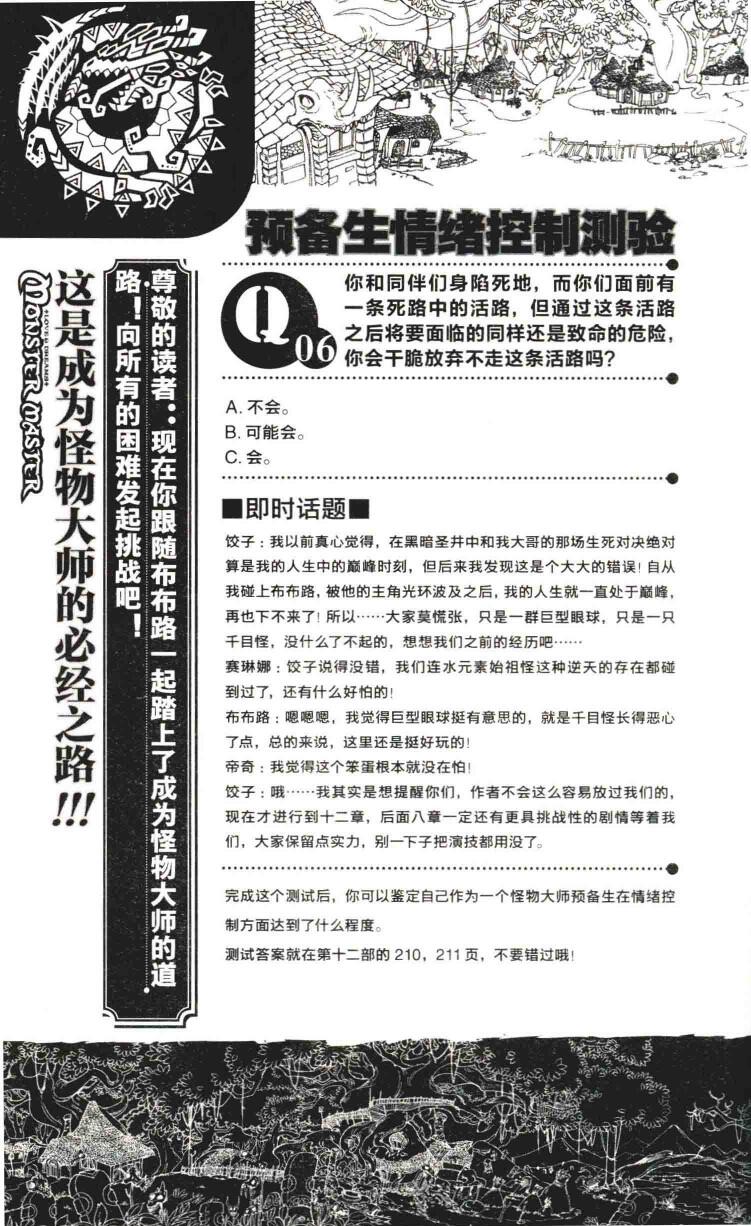 预备生情绪控制测验
Q
06
你和同伴们身陷死地，而你们面前有
一条死路中的活路，但通过这条活路
之后将要面临的同样还是致命的危险，
你会干脆放弃不走这条活路吗？
A. 不会。
B. 可能会。
C. 会。
■即时话题■
饺子：我以前真心觉得，在黑暗圣井中和我大哥的那场生死对决绝对
算是我的人生中的巅峰时刻，但后来我发现这是个大大的错误！自从
我碰上布布路，被他的主角光环波及之后，我的人生就一直处于巅峰，
再也下不来了！所以……大家莫慌张，只是一群巨型眼球，只是一只
千目怪，没什么了不起的，想想我们之前的经历吧……
赛琳娜：饺子说得没错，我们连水元素始祖怪这种逆天的存在都碰
到过了，还有什么好怕的！
布布路：嗯嗯嗯，我觉得巨型眼球挺有意思的，就是千目怪长得恶心
了点，总的来说，这里还是挺好玩的！
帝奇：我觉得这个笨蛋根本就没在怕！
饺子：哦……我其实是想提醒你们，作者不会这么容易放过我们的，
现在才进行到十二章，后面八章一定还有更具挑战性的剧情等着我
们，大家保留点实力，别一下子把演技都用没了。
完成这个测试后，你可以鉴定自己作为一个怪物大师预备生在情绪控
制方面达到了什么程度。
测试答案就在第十二部的 210，211 页，不要错过哦！
尊敬的读者：现在你跟随布布路一起踏上了成为怪物大师的道
路！向所有的困难发起挑战吧！
这是成为怪物大师的必经之路!!!
+LOVE & DREAMS+
MONSTER MASTER